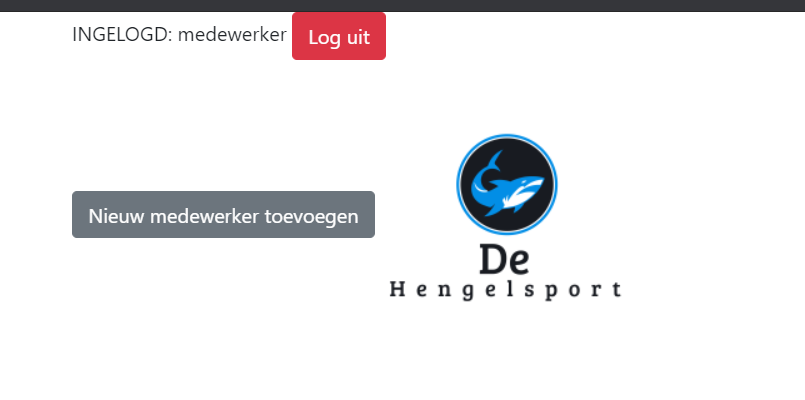 INGELOGD: medewerker Log uit
Nieuw medewerker toevoegen
De
Hengelsport